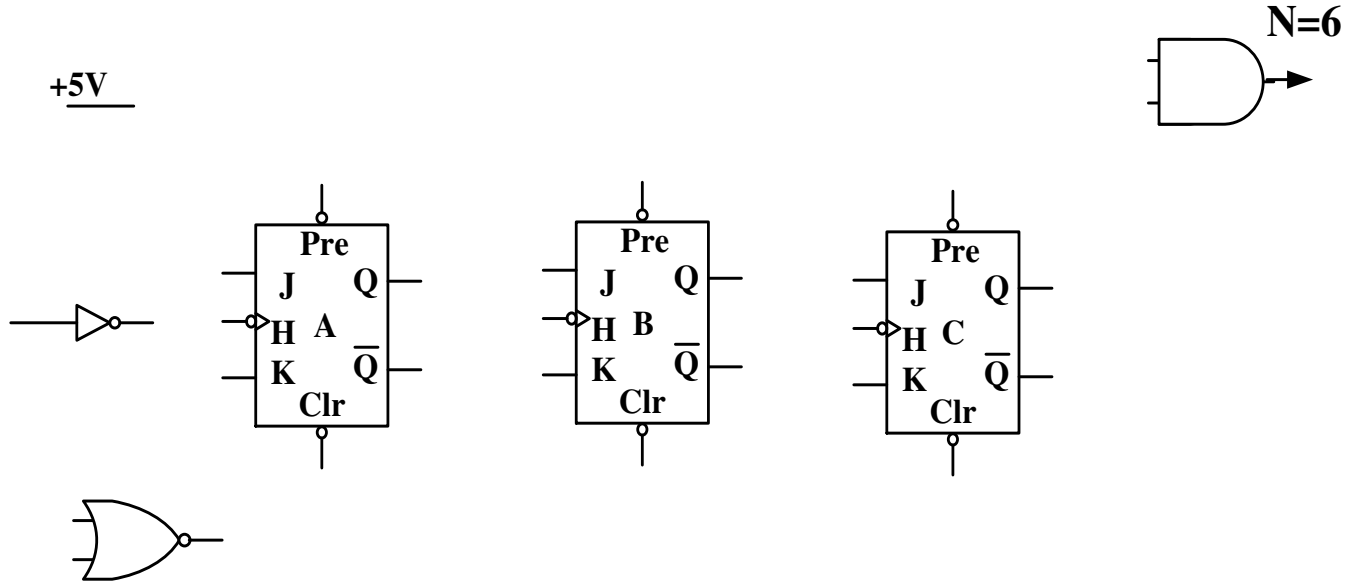 N=6
+5V
Pre
J Q
H A
K Q̅
Clr
Pre
J Q
H B
K Q̅
Clr
Pre
J Q
H C
K Q̅
Clr